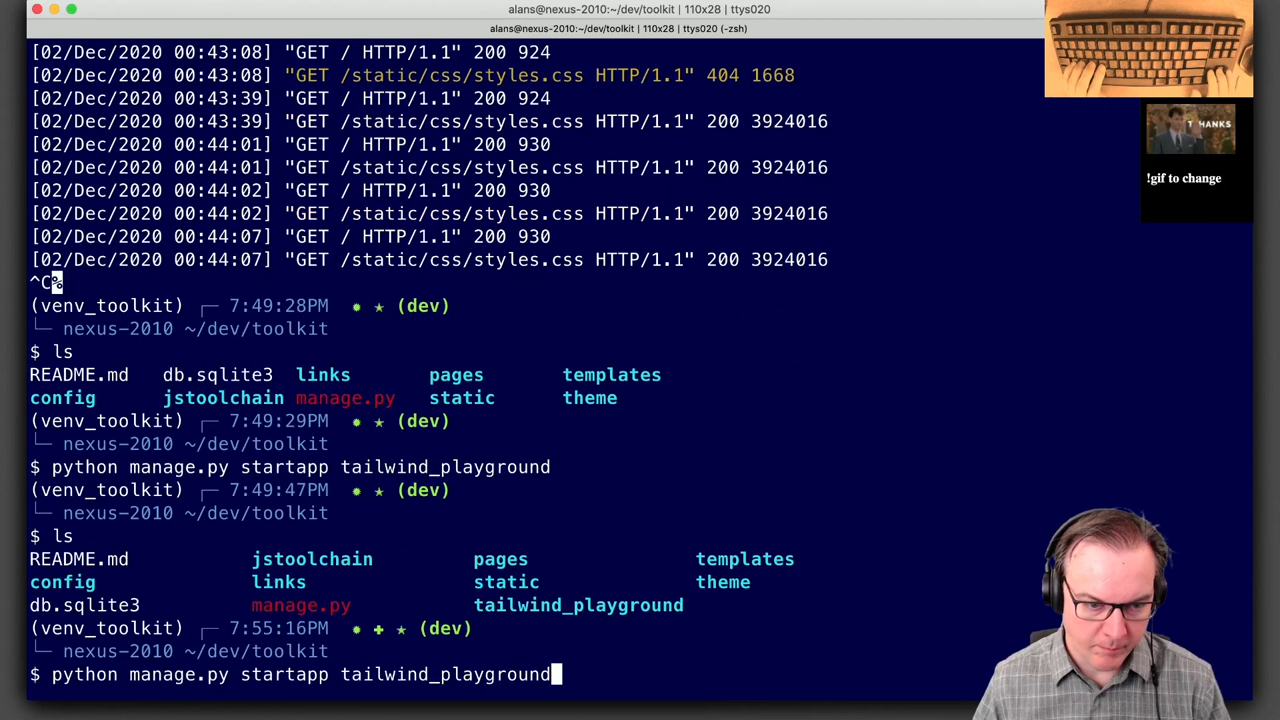 alans@nexus-2010:~/dev/toolkit | 110x28 | ttys020
alans@nexus-2010:~/dev/toolkit | 110x28 | ttys020 (-zsh)
[02/Dec/2020 00:43:08] "GET / HTTP/1.1" 200 924
[02/Dec/2020 00:43:08] "GET /static/css/styles.css HTTP/1.1" 404 1668
[02/Dec/2020 00:43:39] "GET / HTTP/1.1" 200 924
[02/Dec/2020 00:43:39] "GET /static/css/styles.css HTTP/1.1" 200 3924016
[02/Dec/2020 00:44:01] "GET / HTTP/1.1" 200 930
[02/Dec/2020 00:44:01] "GET /static/css/styles.css HTTP/1.1" 200 3924016
[02/Dec/2020 00:44:02] "GET / HTTP/1.1" 200 930
[02/Dec/2020 00:44:02] "GET /static/css/styles.css HTTP/1.1" 200 3924016
[02/Dec/2020 00:44:07] "GET / HTTP/1.1" 200 930
[02/Dec/2020 00:44:07] "GET /static/css/styles.css HTTP/1.1" 200 3924016
^C%
(venv_toolkit) ┌─ 7:49:28PM ✹ ★ (dev)
└─ nexus-2010 ~/dev/toolkit
$ ls
README.md db.sqlite3 links pages templates
config jstoolchain manage.py static theme
(venv_toolkit) ┌─ 7:49:29PM ✹ ★ (dev)
└─ nexus-2010 ~/dev/toolkit
$ python manage.py startapp tailwind_playground
(venv_toolkit) ┌─ 7:49:47PM ✹ ★ (dev)
└─ nexus-2010 ~/dev/toolkit
$ ls
README.md jstoolchain pages templates
config links static theme
db.sqlite3 manage.py tailwind_playground
(venv_toolkit) ┌─ 7:55:16PM ✹ ✚ ★ (dev)
└─ nexus-2010 ~/dev/toolkit
$ python manage.py startapp tailwind_playground
T HANKS
!gif to change